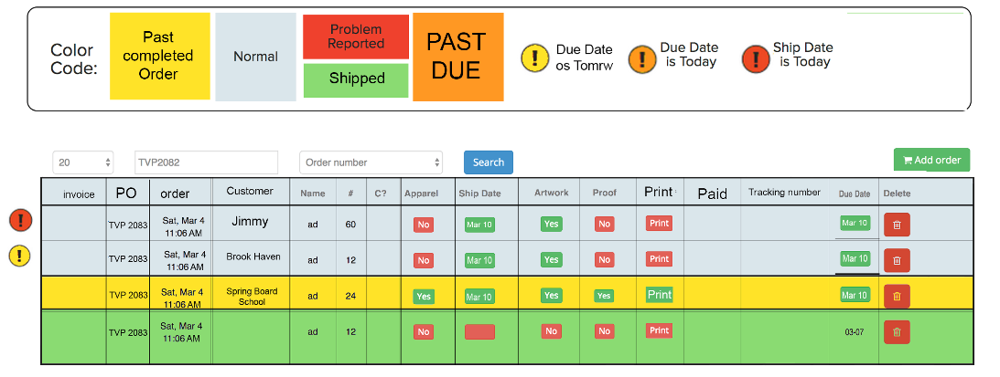 Color
Code:
Past
completed
Order
Normal
Problem
Reported
Shipped
PAST
DUE
! Due Date
os Tomrw
! Due Date
is Today
! Ship Date
is Today
20 TVP2082 Order number Search Add order
invoice PO order Customer Name # C? Apparel Ship Date Artwork Proof Print Paid Tracking number Due Date Delete
! TVP 2083 Sat, Mar 4 Jimmy ad 60 No Mar 10 Yes No Print Mar 10
11:06 AM
! TVP 2083 Sat, Mar 4 Brook Haven ad 12 No Mar 10 Yes No Print Mar 10
11:06 AM
TVP 2083 Sat, Mar 4 Spring Board ad 24 Yes Mar 10 Yes Yes Print Mar 10
11:06 AM School
TVP 2083 Sat, Mar 4 ad 12 No No No Print 03-07
11:06 AM